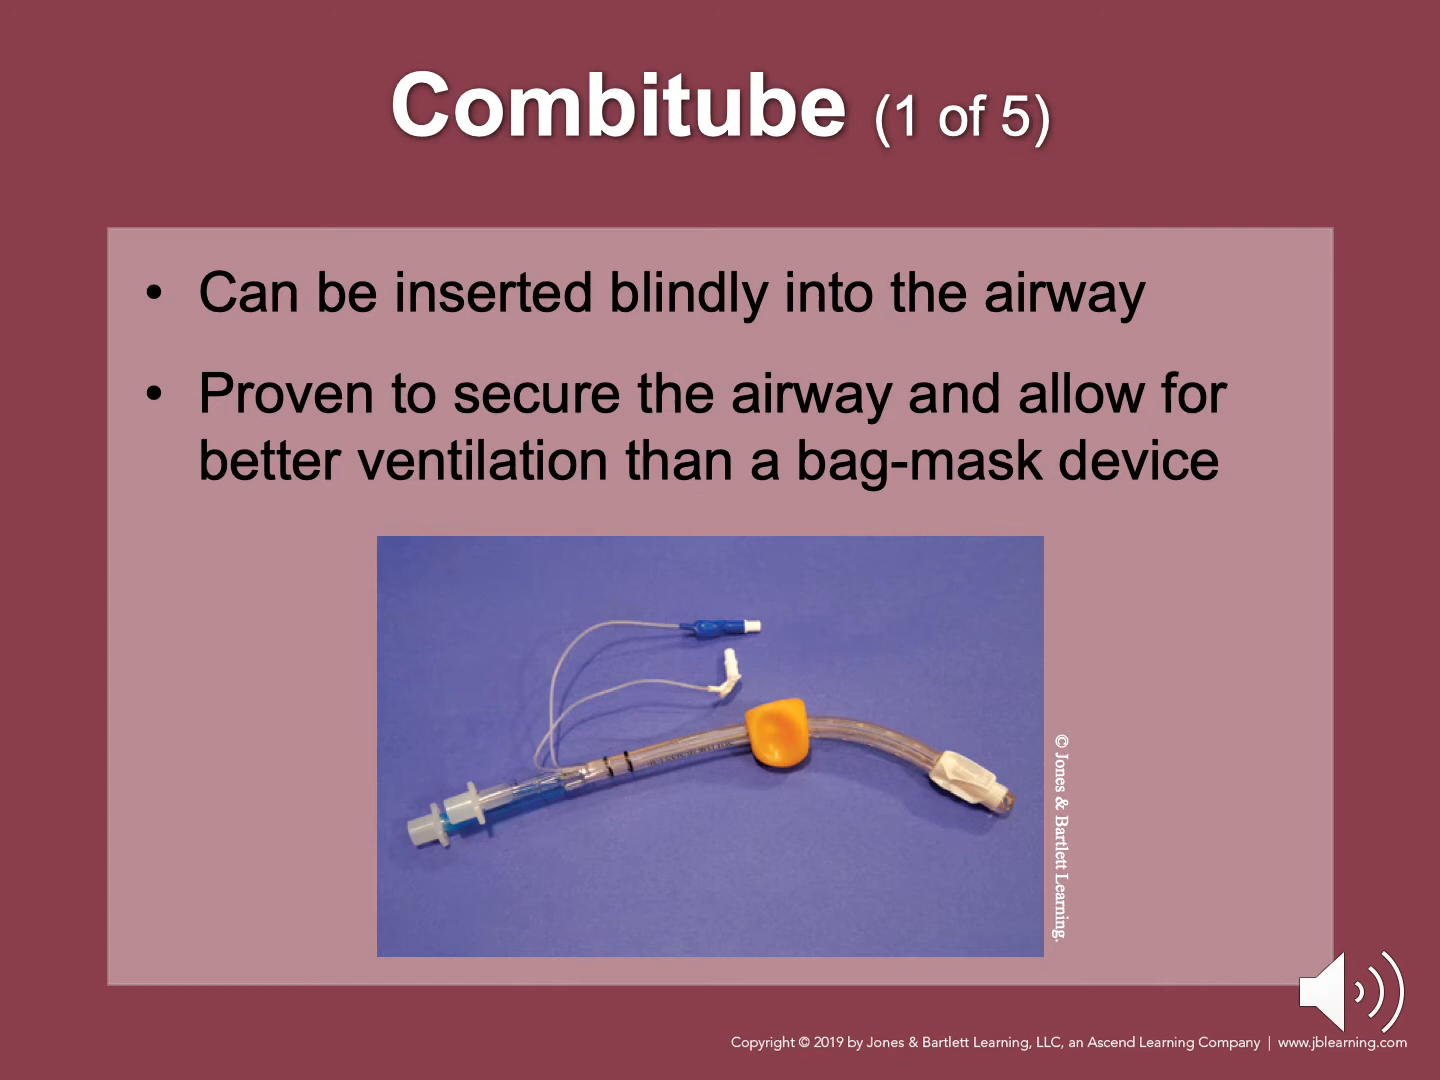 Combitube (1 of 5)
• Can be inserted blindly into the airway
• Proven to secure the airway and allow for
better ventilation than a bag-mask device
© Jones & Bartlett Learning.
Copyright © 2019 by Jones & Bartlett Learning, LLC, an Ascend Learning Company | www.jblearning.com